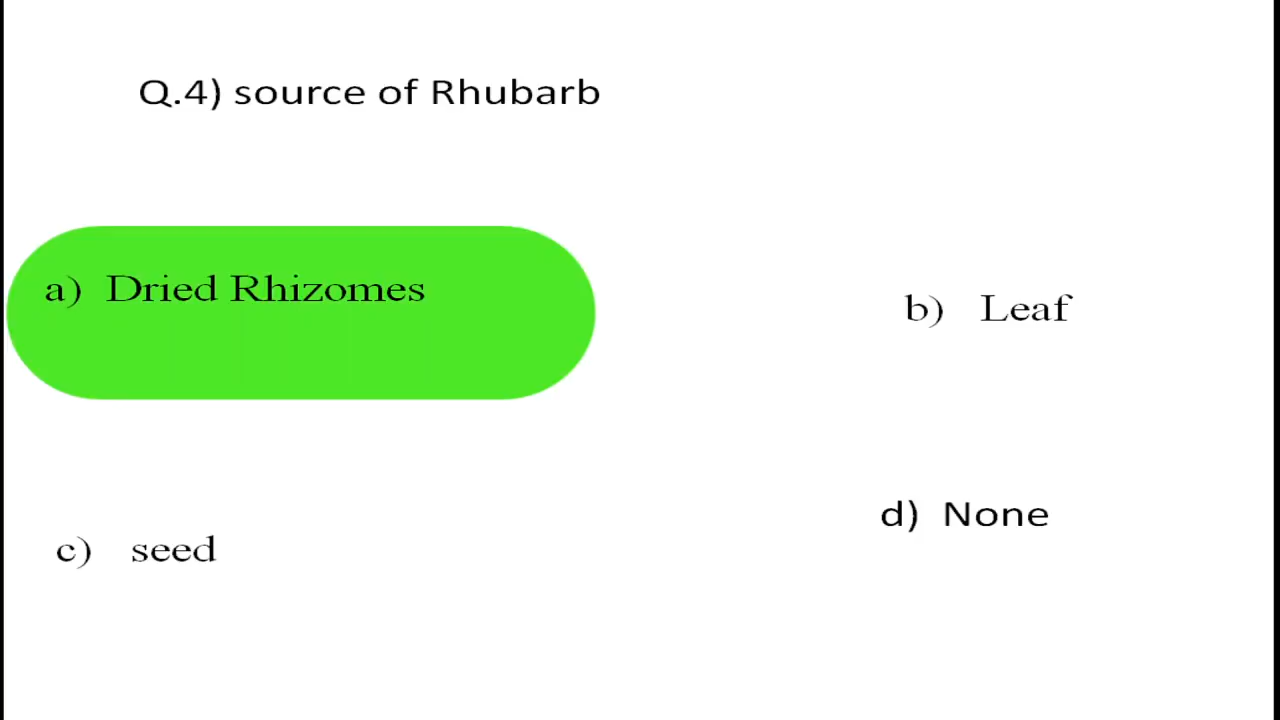 Q.4) source of Rhubarb
a) Dried Rhizomes
b) Leaf
c) seed
d) None